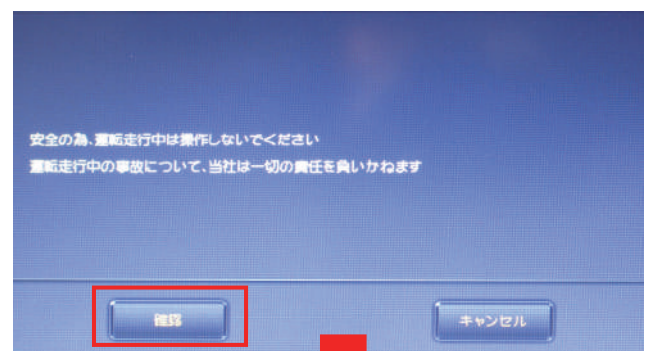 安全の為、運転走行中は操作しないでください
運転走行中の事故について、当社は一切の責任を負いかねます
確認
キャンセル